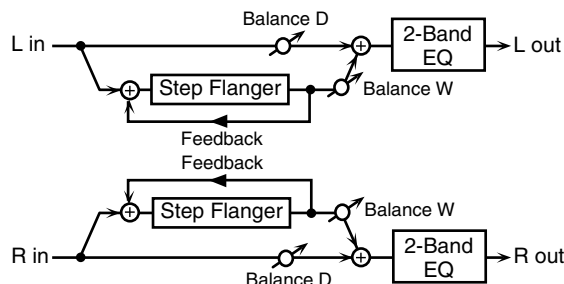 Balance D
L in
2-Band
EQ
L out
Step Flanger
Balance W
Feedback
Feedback
Step Flanger
Balance W
R in
2-Band
EQ
R out
Balance D